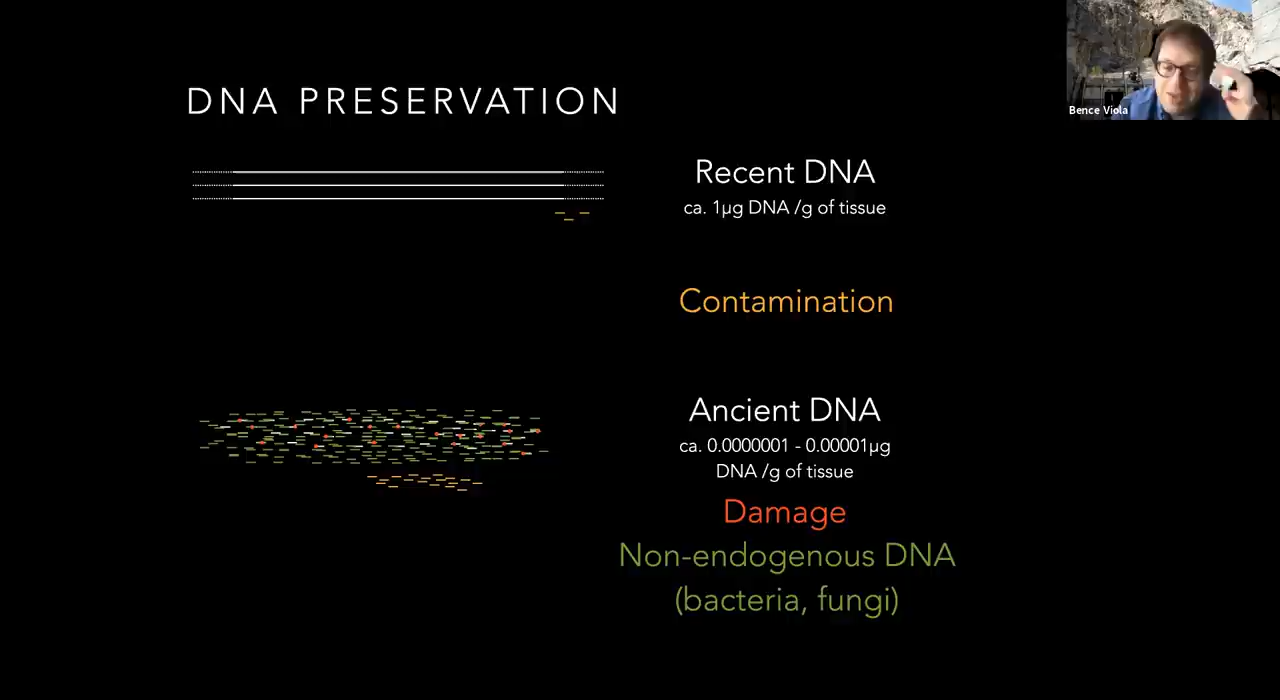 DNA PRESERVATION
Bence Viola
Recent DNA
ca. 1µg DNA /g of tissue
Contamination
Ancient DNA
ca. 0.0000001 - 0.00001µg
DNA /g of tissue
Damage
Non-endogenous DNA
(bacteria, fungi)